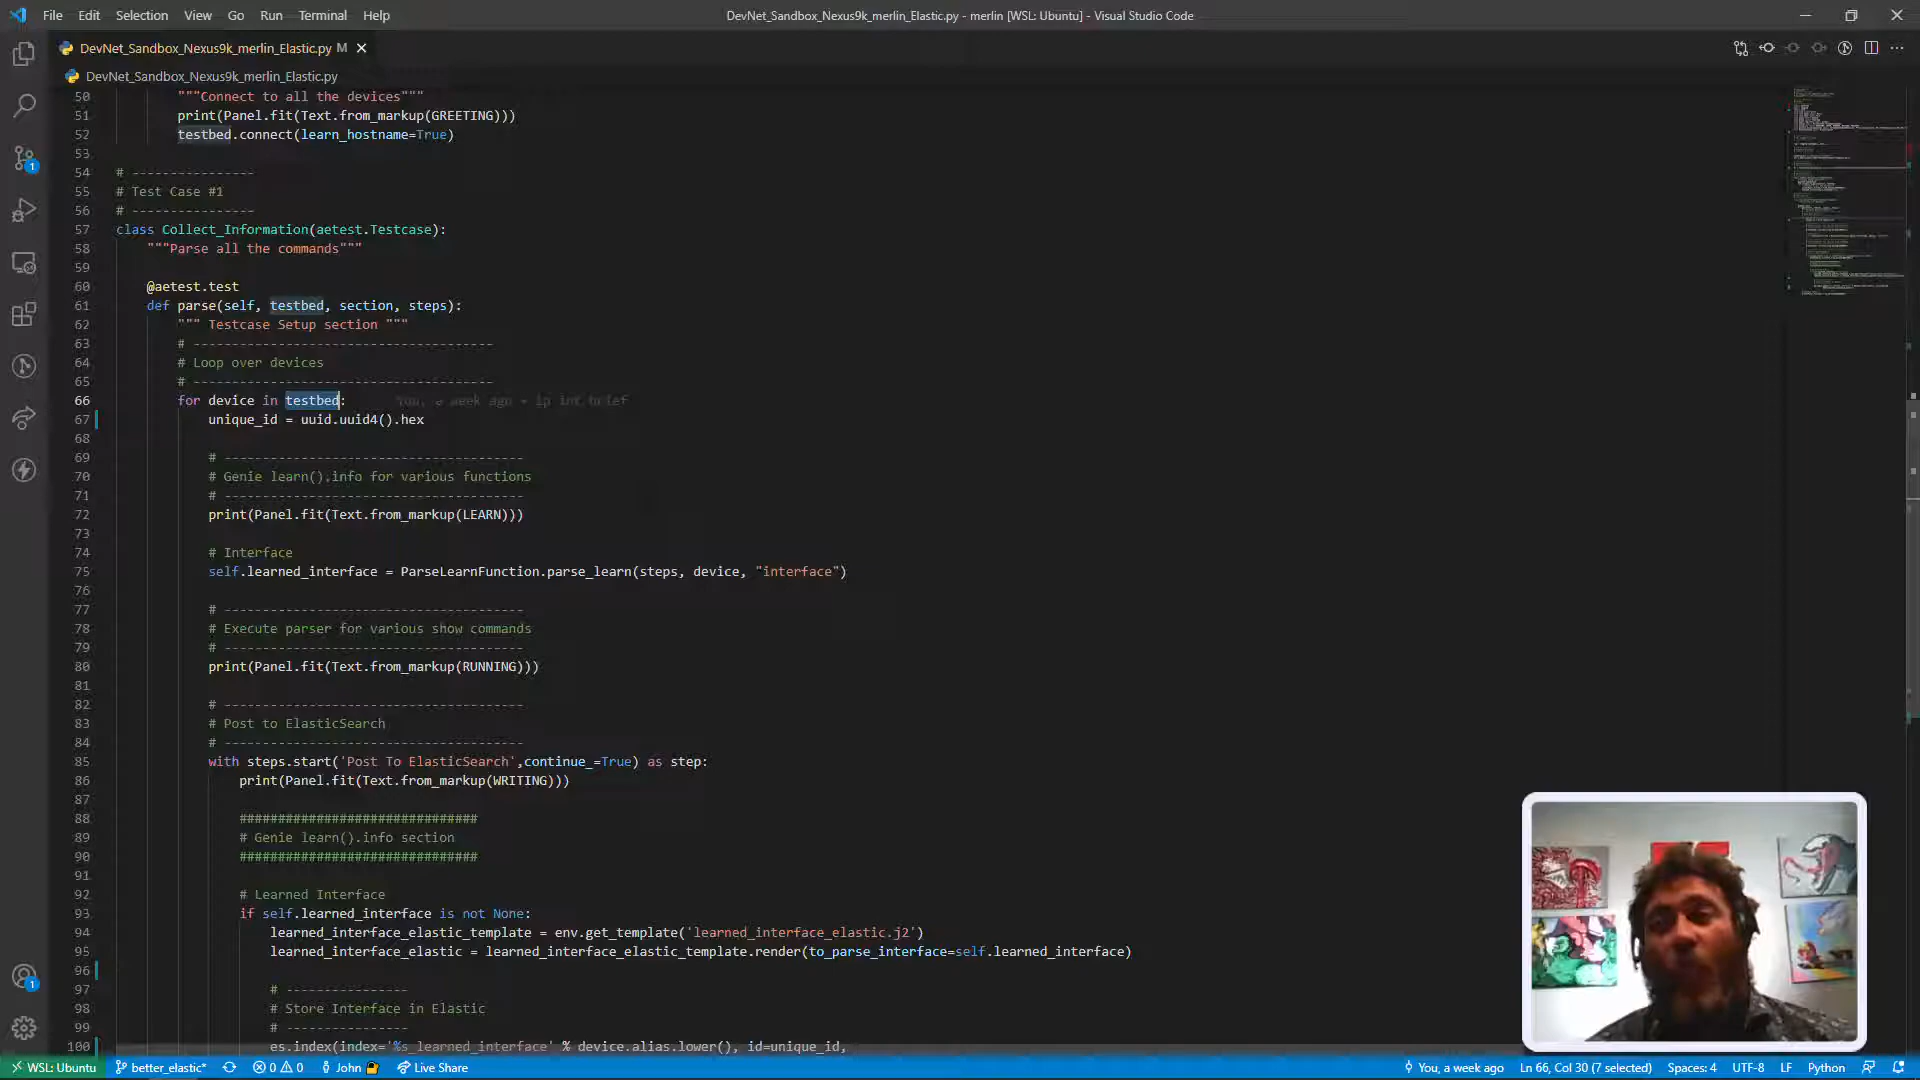 File Edit Selection View Go Run Terminal Help
DevNet_Sandbox_Nexus9k_merlin_Elastic.py - merlin [WSL: Ubuntu] - Visual Studio Code
DevNet_Sandbox_Nexus9k_merlin_Elastic.py M
DevNet_Sandbox_Nexus9k_merlin_Elastic.py
50 """Connect to all the devices"""
51 print(Panel.fit(Text.from_markup(GREETING)))
52 testbed.connect(learn_hostname=True)
53
54 # ----------------
55 # Test Case #1
56 # ----------------
57 class Collect_Information(aetest.Testcase):
58 """Parse all the commands"""
59
60 @aetest.test
61 def parse(self, testbed, section, steps):
62 """ Testcase Setup section """
63 # ---------------------------------------
64 # Loop over devices
65 # ---------------------------------------
66 for device in testbed: You, a week ago • ip int brief
67 unique_id = uuid.uuid4().hex
68
69 # ---------------------------------------
70 # Genie learn().info for various functions
71 # ---------------------------------------
72 print(Panel.fit(Text.from_markup(LEARN)))
73
74 # Interface
75 self.learned_interface = ParseLearnFunction.parse_learn(steps, device, "interface")
76
77 # ---------------------------------------
78 # Execute parser for various show commands
79 # ---------------------------------------
80 print(Panel.fit(Text.from_markup(RUNNING)))
81
82 # ---------------------------------------
83 # Post to ElasticSearch
84 # ---------------------------------------
85 with steps.start('Post To ElasticSearch',continue_=True) as step:
86 print(Panel.fit(Text.from_markup(WRITING)))
87
88 ###############################
89 # Genie learn().info section
90 ###############################
91
92 # Learned Interface
93 if self.learned_interface is not None:
94 learned_interface_elastic_template = env.get_template('learned_interface_elastic.j2')
95 learned_interface_elastic = learned_interface_elastic_template.render(to_parse_interface=self.learned_interface)
96
97 # ----------------
98 # Store Interface in Elastic
99 # ----------------
100 es.index(index='%s_learned_interface' % device.alias.lower(), id=unique_id,
1
1
WSL: Ubuntu better_elastic* 0 0 John Live Share You, a week ago Ln 66, Col 30 (7 selected) Spaces: 4 UTF-8 LF Python